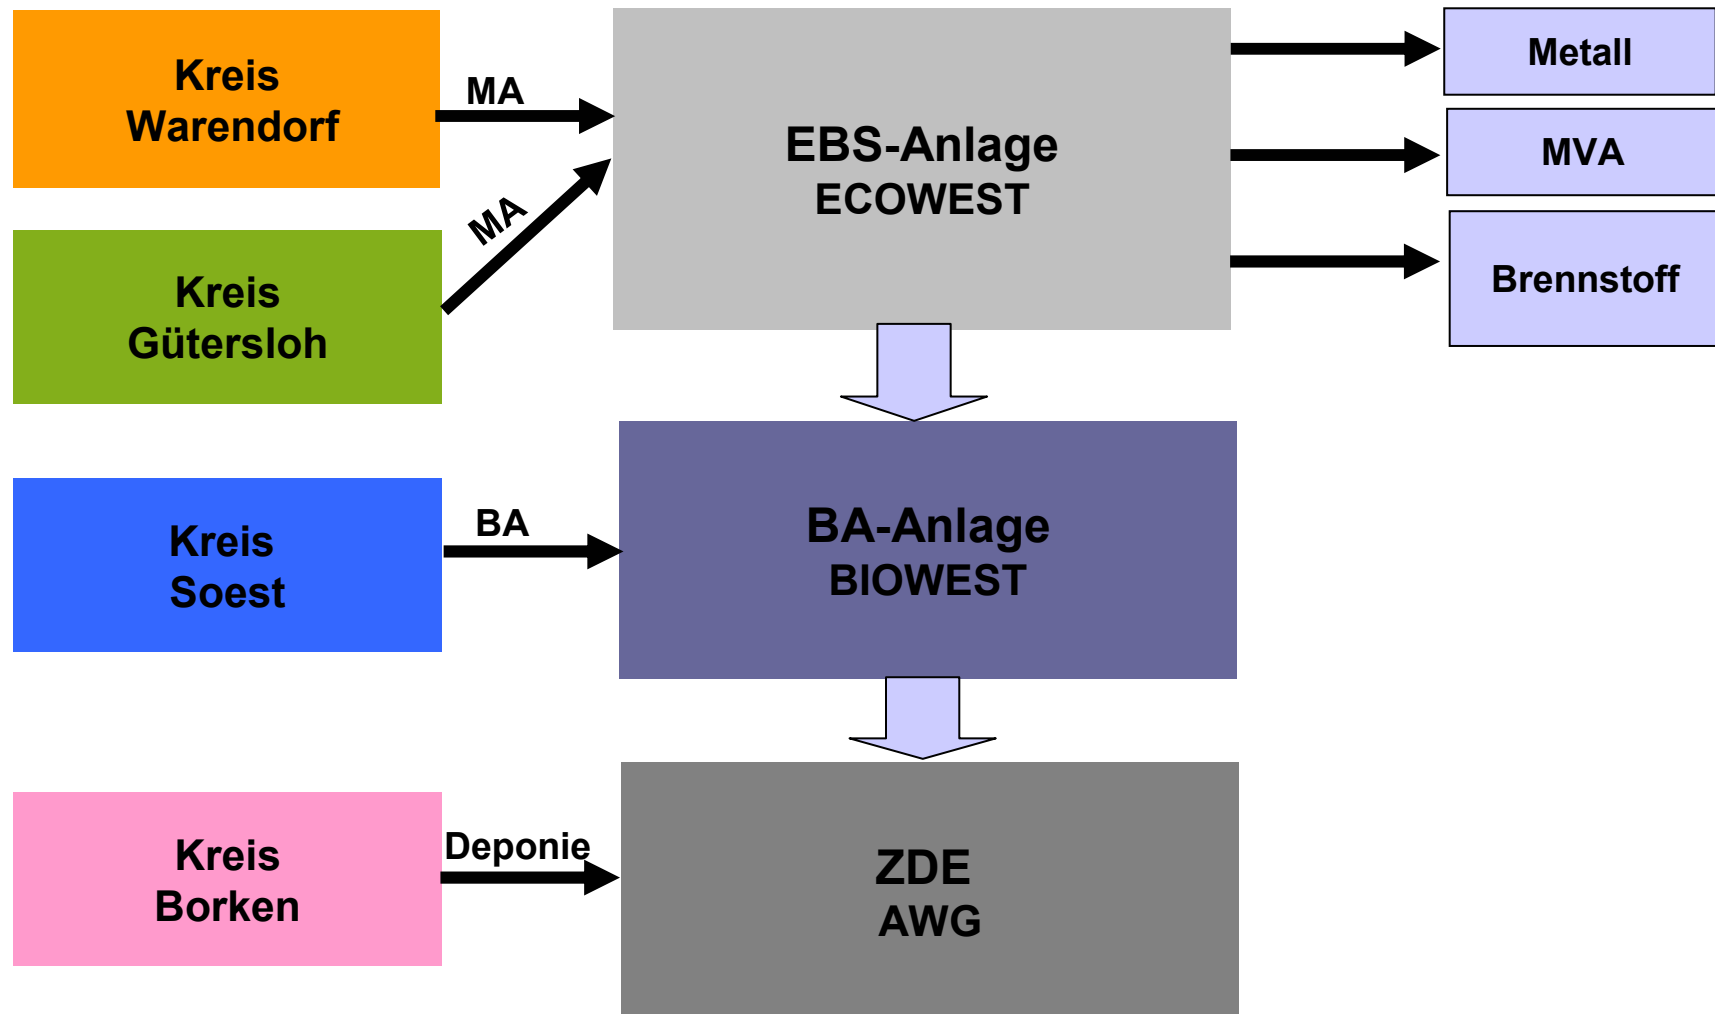 Kreis
Warendorf
MA
EBS-Anlage
ECOWEST
Metall
MVA
Brennstoff
Kreis
Gütersloh
MA
Kreis
Soest
BA
BA-Anlage
BIOWEST
Kreis
Borken
Deponie
ZDE
AWG